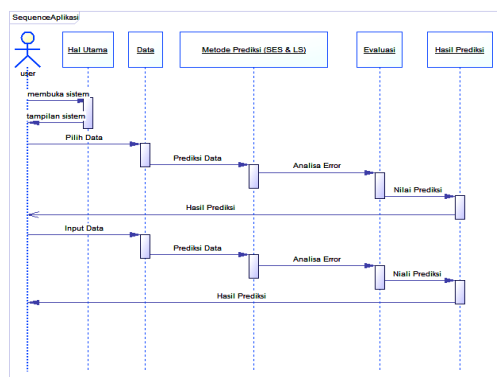 SequenceAplikasi
Hal Utama
Data
Metode Prediksi (SES & LS)
Evaluasi
Hasil Prediksi
user
membuka sistem
tampilan sistem
Pilih Data
Prediksi Data
Analisa Error
Nilai Prediksi
Hasil Prediksi
Input Data
Prediksi Data
Analisa Error
Niali Prediksi
Hasil Prediksi